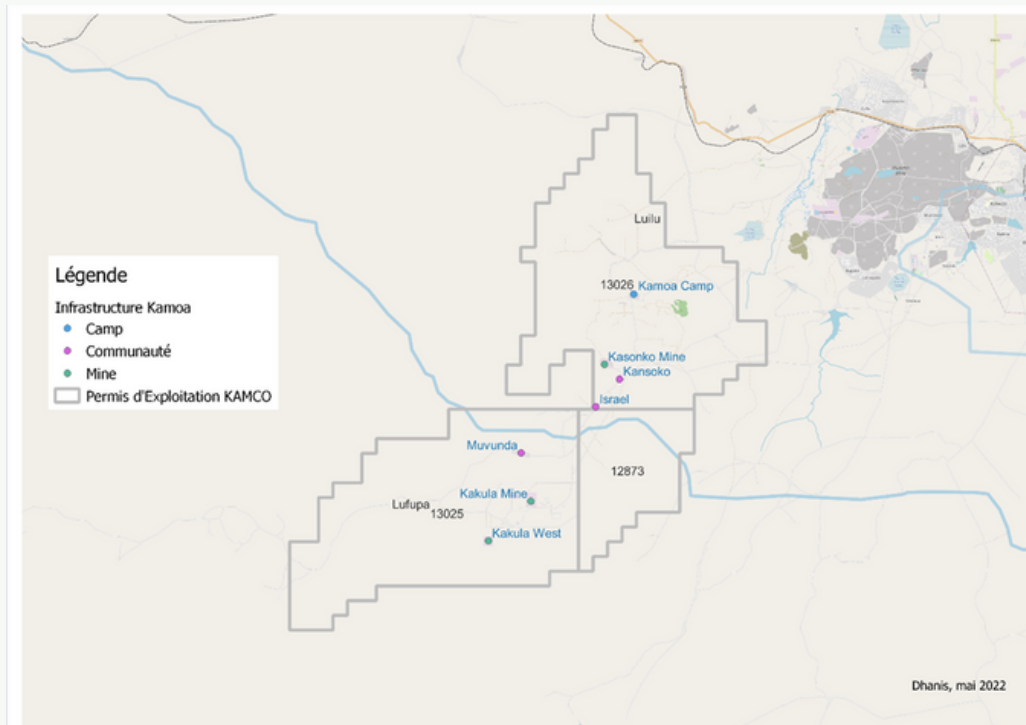 Luilu
13026
Kamoa Camp
Légende
Infrastructure Kamoa
Camp
Communauté
Mine
Permis d'Exploitation KAMCO
Kasonko Mine
Kansoko
Israel
Muvunda
12873
Kakula Mine
Lufupa
13025
Kakula West
Dhanis, mai 2022